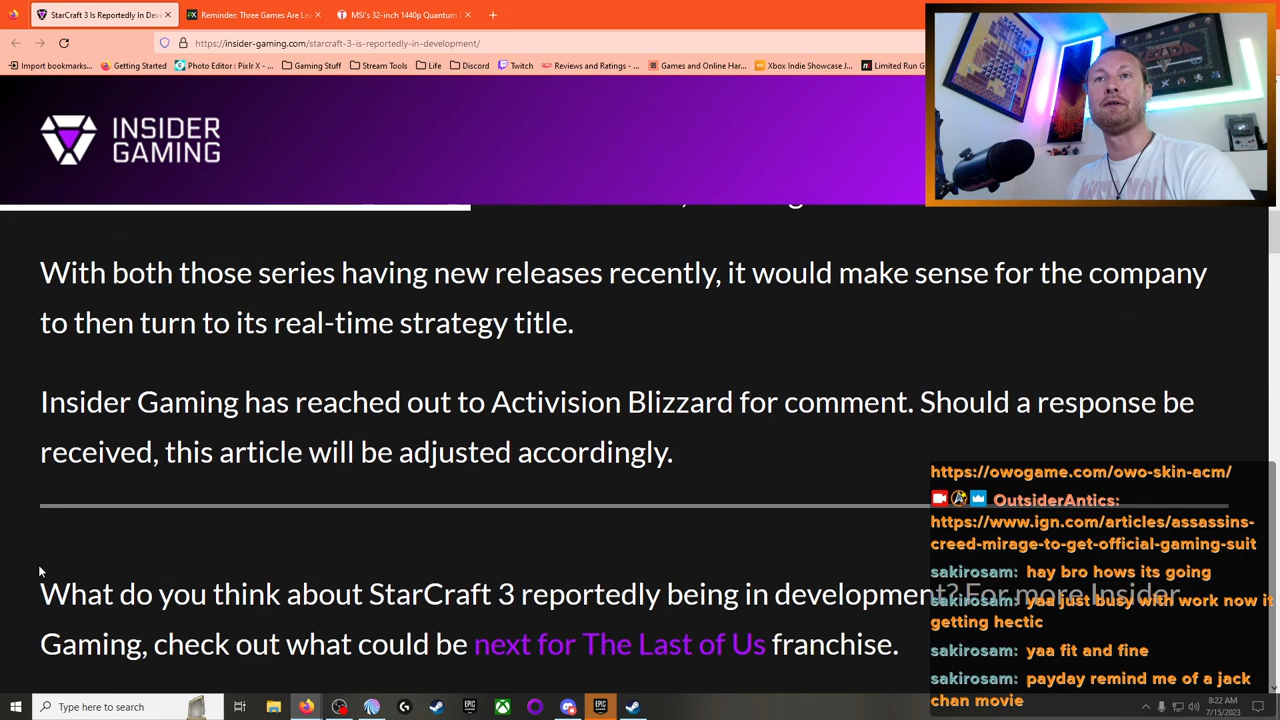 StarCraft 3 Is Reportedly In Dev
Reminder: Three Games Are Le
MSI's 32-inch 1440p Quantum
https://insider-gaming.com/starcraft-3-is-reportedly-in-development/
Import bookmarks...
Getting Started
Photo Editor : Pixlr X - ...
Gaming Stuff
Stream Tools
Life
Discord
Twitch
Reviews and Ratings - ...
Games and Online Har...
Xbox Indie Showcase J...
Limited Run G
INSIDER
GAMING
With both those series having new releases recently, it would make sense for the company
to then turn to its real-time strategy title.
Insider Gaming has reached out to Activision Blizzard for comment. Should a response be
received, this article will be adjusted accordingly.
What do you think about StarCraft 3 reportedly being in development? For more Insider
Gaming, check out what could be next for The Last of Us franchise.
https://owogame.com/owo-skin-acm/
OutsiderAntics:
https://www.ign.com/articles/assassins-
creed-mirage-to-get-official-gaming-suit
sakirosam: hay bro hows its going
sakirosam: yaa just busy with work now it
getting hectic
sakirosam: yaa fit and fine
sakirosam: payday remind me of a jack
chan movie
Type here to search
8:22 AM
7/15/2023